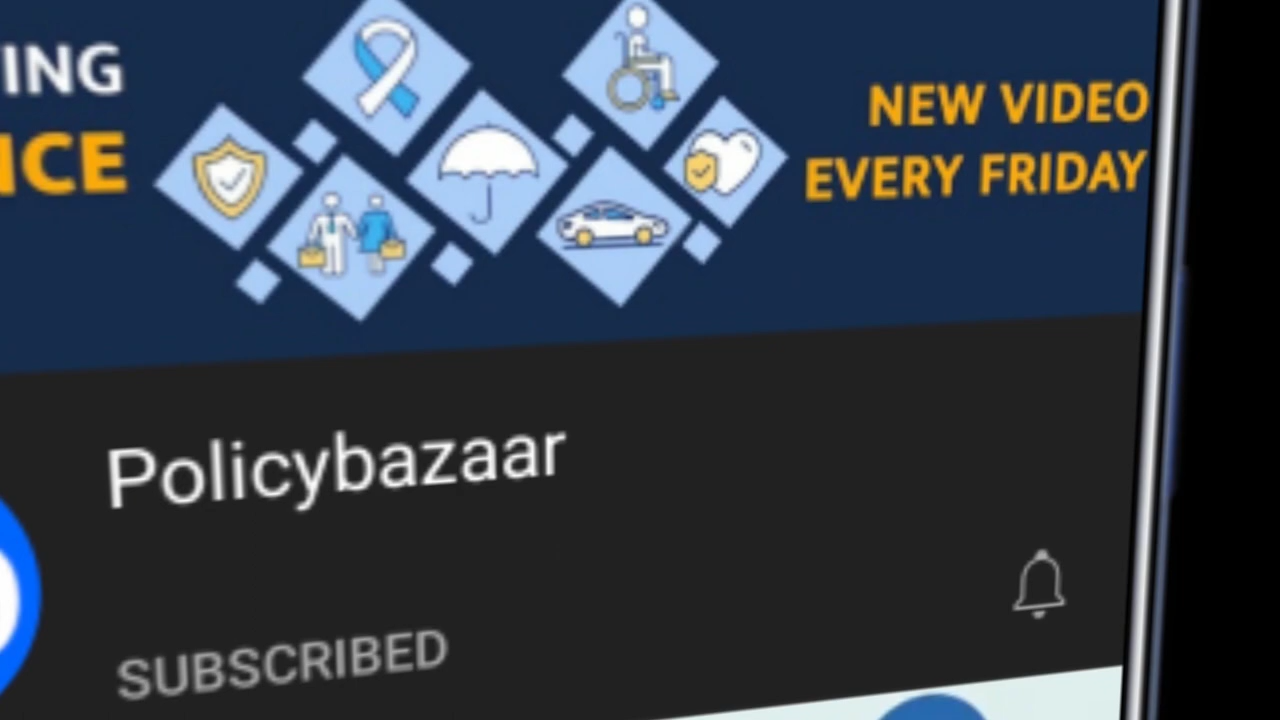 ING
NEW VIDEO
ICE
EVERY FRIDAY
Policybazaar
SUBSCRIBED